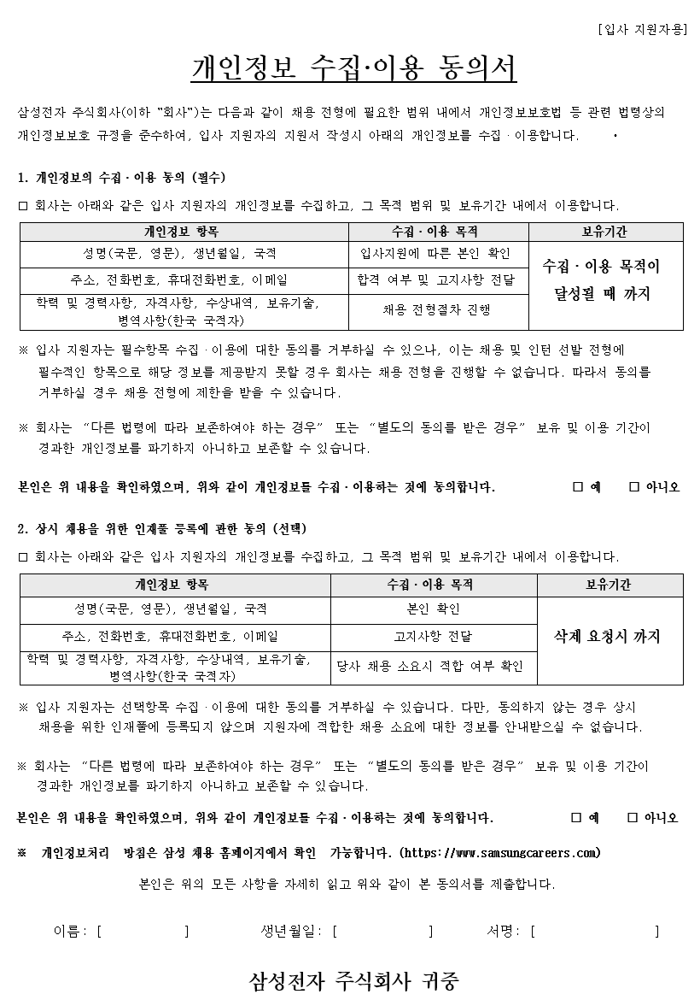 [입사 지원자용]
개인정보 수집·이용 동의서
삼성전자 주식회사(이하 "회사")는 다음과 같이 채용 전형에 필요한 범위 내에서 개인정보보호법 등 관련 법령상의
개인정보보호 규정을 준수하여, 입사 지원자의 지원서 작성시 아래의 개인정보를 수집·이용합니다. ·
1. 개인정보의 수집·이용 동의 (필수)
□ 회사는 아래와 같은 입사 지원자의 개인정보를 수집하고, 그 목적 범위 및 보유기간 내에서 이용합니다.
개인정보 항목 수집·이용 목적 보유기간
성명(국문, 영문), 생년월일, 국적 입사지원에 따른 본인 확인
수집·이용 목적이
주소, 전화번호, 휴대전화번호, 이메일 합격 여부 및 고지사항 전달
달성될 때 까지
학력 및 경력사항, 자격사항, 수상내역, 보유기술,
병역사항(한국 국적자)
채용 전형절차 진행
※ 입사 지원자는 필수항목 수집·이용에 대한 동의를 거부하실 수 있으나, 이는 채용 및 인턴 선발 전형에
필수적인 항목으로 해당 정보를 제공받지 못할 경우 회사는 채용 전형을 진행할 수 없습니다. 따라서 동의를
거부하실 경우 채용 전형에 제한을 받을 수 있습니다.
※ 회사는 “다른 법령에 따라 보존하여야 하는 경우” 또는 “별도의 동의를 받은 경우” 보유 및 이용 기간이
경과한 개인정보를 파기하지 아니하고 보존할 수 있습니다.
본인은 위 내용을 확인하였으며, 위와 같이 개인정보를 수집·이용하는 것에 동의합니다. □ 예 □ 아니오
2. 상시 채용을 위한 인재풀 등록에 관한 동의 (선택)
□ 회사는 아래와 같은 입사 지원자의 개인정보를 수집하고, 그 목적 범위 및 보유기간 내에서 이용합니다.
개인정보 항목 수집·이용 목적 보유기간
성명(국문, 영문), 생년월일, 국적 본인 확인
주소, 전화번호, 휴대전화번호, 이메일 고지사항 전달 삭제 요청시 까지
학력 및 경력사항, 자격사항, 수상내역, 보유기술,
병역사항(한국 국적자)
당사 채용 소요시 적합 여부 확인
※ 입사 지원자는 선택항목 수집·이용에 대한 동의를 거부하실 수 있습니다. 다만, 동의하지 않는 경우 상시
채용을 위한 인재풀에 등록되지 않으며 지원자에 적합한 채용 소요에 대한 정보를 안내받으실 수 없습니다.
※ 회사는 “다른 법령에 따라 보존하여야 하는 경우” 또는 “별도의 동의를 받은 경우” 보유 및 이용 기간이
경과한 개인정보를 파기하지 아니하고 보존할 수 있습니다.
본인은 위 내용을 확인하였으며, 위와 같이 개인정보를 수집·이용하는 것에 동의합니다. □ 예 □ 아니오
※ 개인정보처리 방침은 삼성 채용 홈페이지에서 확인 가능합니다. (https://www.samsungcareers.com)
본인은 위의 모든 사항을 자세히 읽고 위와 같이 본 동의서를 제출합니다.
이름: [ ] 생년월일: [ ] 서명: [ ]
삼성전자 주식회사 귀중